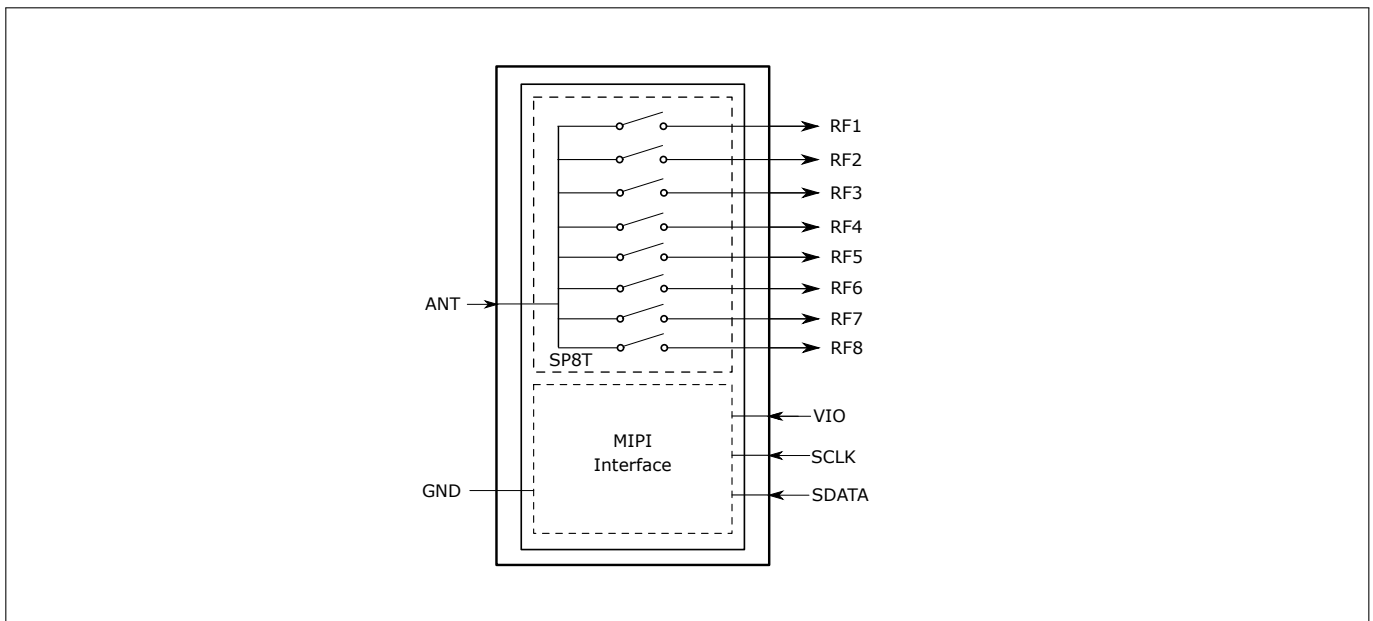 RF1
RF2
RF3
RF4
RF5
RF6
ANT
RF7
RF8
SP8T
VIO
MIPI
Interface
SCLK
GND
SDATA